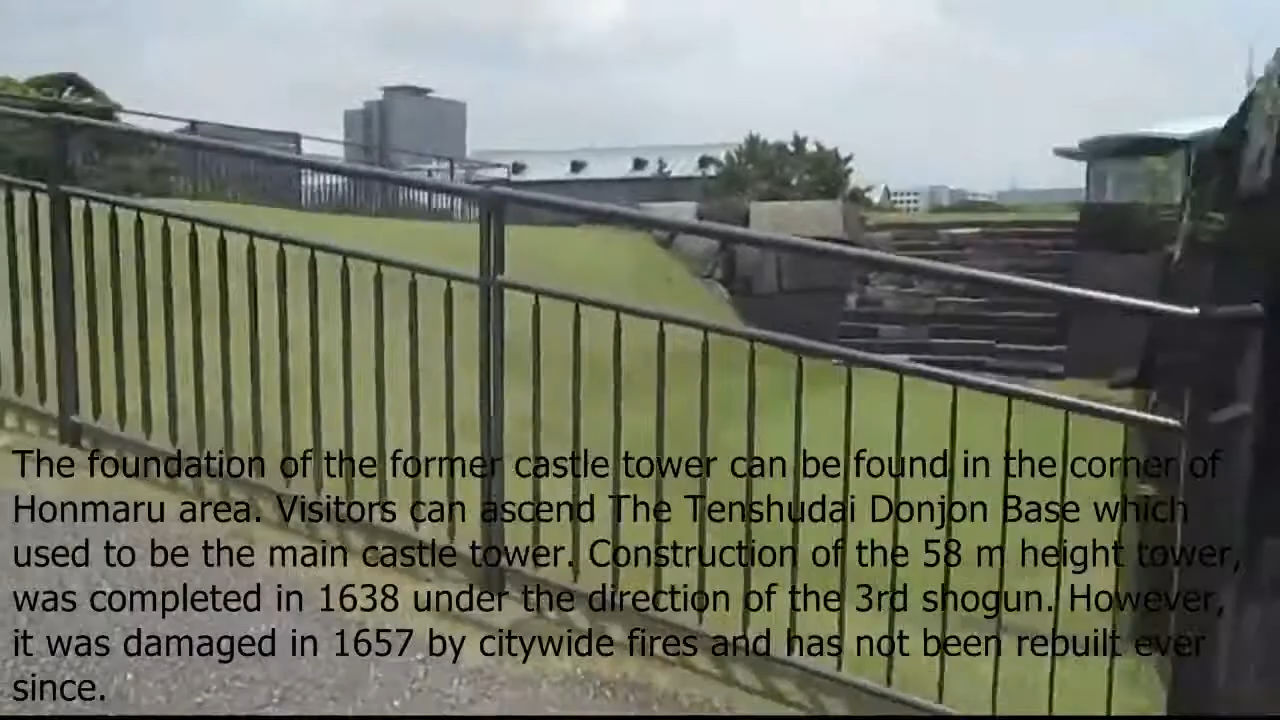 The foundation of the former castle tower can be found in the corner of
Honmaru area. Visitors can ascend The Tenshudai Donjon Base which
used to be the main castle tower. Construction of the 58 m height tower,
was completed in 1638 under the direction of the 3rd shogun. However,
it was damaged in 1657 by citywide fires and has not been rebuilt ever
since.